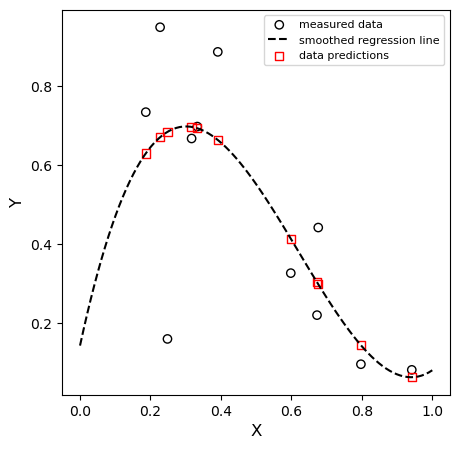 measured data
smoothed regression line
data predictions
0.8
0.6
0.4
0.2
Y
0.0 0.2 0.4 0.6 0.8 1.0
X